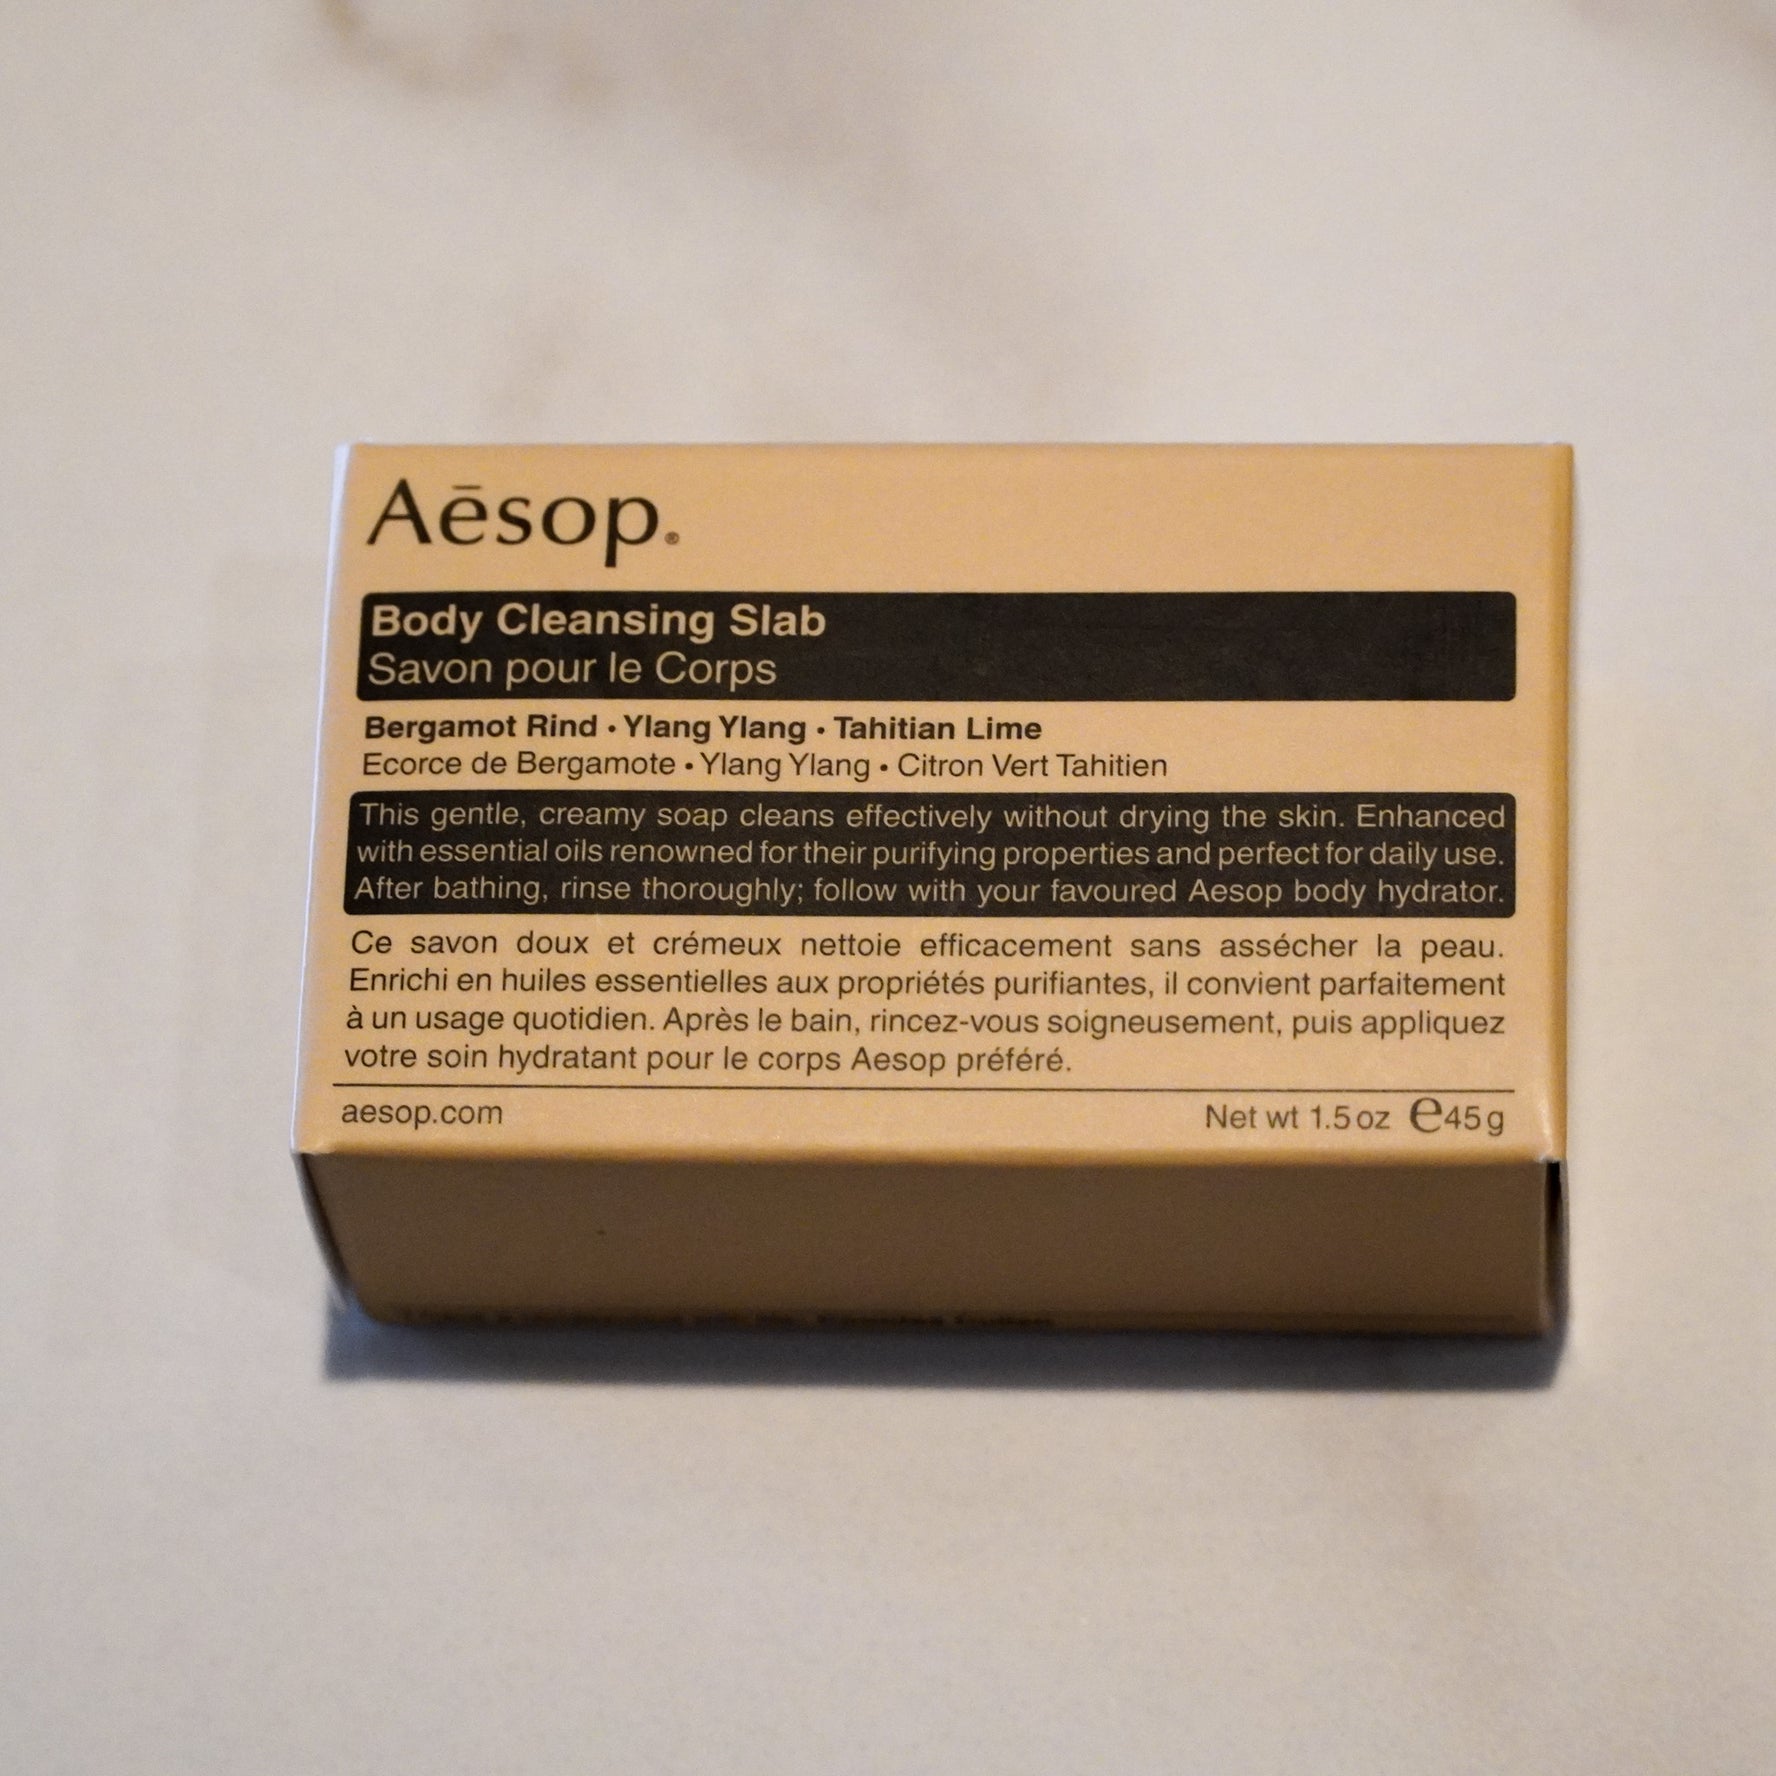 Aēsop.®
Body Cleansing Slab
Savon pour le Corps
Bergamot Rind • Ylang Ylang • Tahitian Lime
Ecorce de Bergamote • Ylang Ylang • Citron Vert Tahitien
This gentle, creamy soap cleans effectively without drying the skin. Enhanced
with essential oils renowned for their purifying properties and perfect for daily use.
After bathing, rinse thoroughly; follow with your favoured Aesop body hydrator.
Ce savon doux et crémeux nettoie efficacement sans assécher la peau.
Enrichi en huiles essentielles aux propriétés purifiantes, il convient parfaitement
à un usage quotidien. Après le bain, rincez-vous soigneusement, puis appliquez
votre soin hydratant pour le corps Aesop préféré.
aesop.com Net wt 1.5 oz ℮45 g